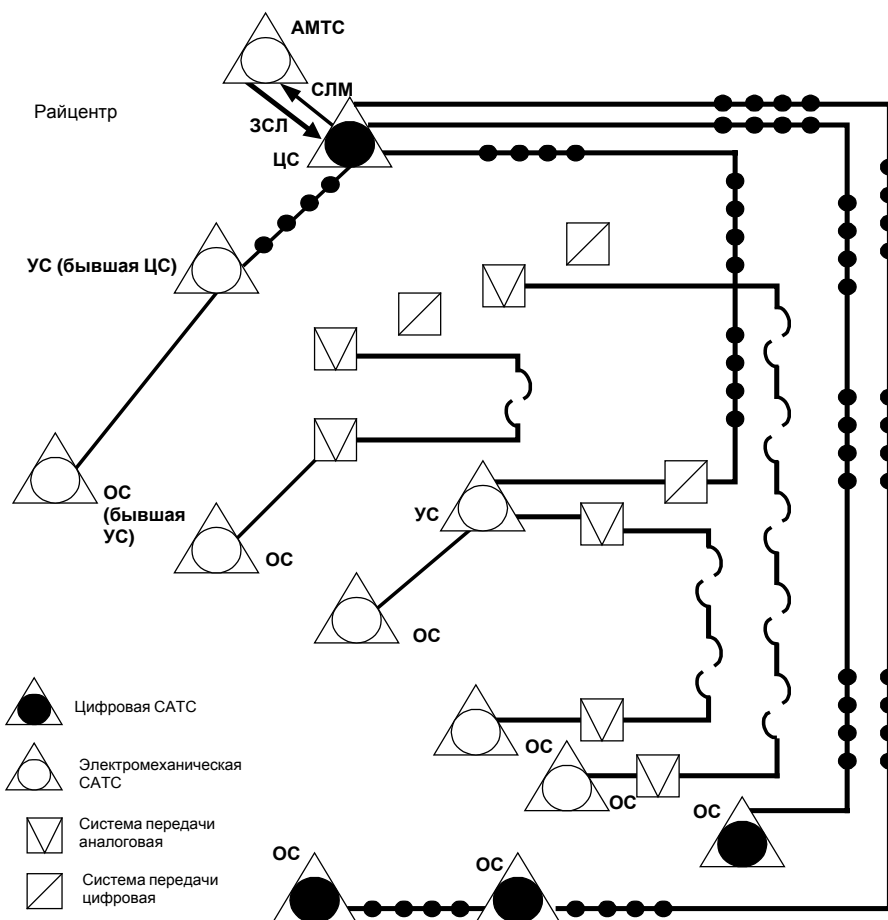 АМТС
СЛМ
Райцентр
ЗСЛ
ЦС
УС (бывшая ЦС)
ОС
(бывшая
УС)
УС
ОС
ОС
ОС
ОС
ОС
Цифровая САТС
Электромеханическая
САТС
Система передачи
аналоговая
ОС
ОС
Система передачи
цифровая